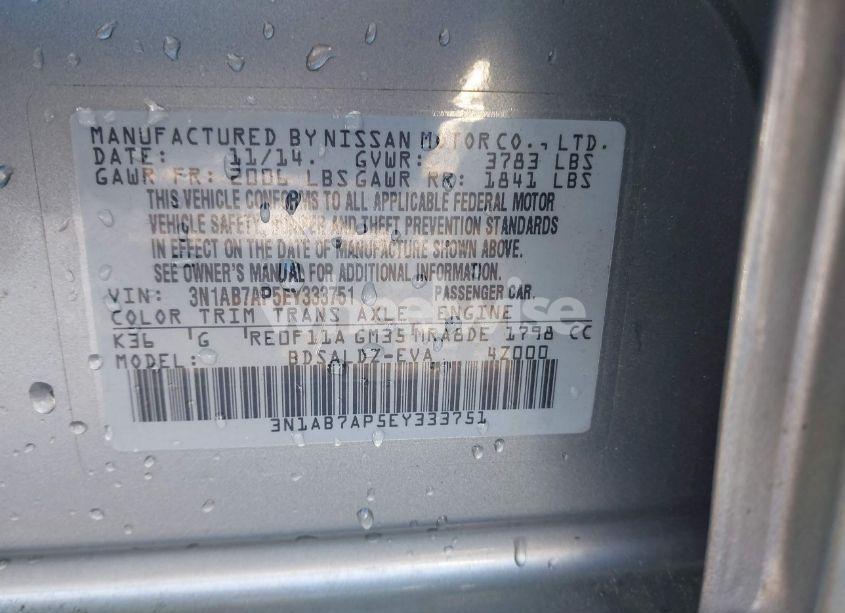 MANUFACTURED BY NISSAN MOTOR CO., LTD.
DATE: 11/14. GVWR: 3783 LBS
GAWR FR: 2006 LBS GAWR RR: 1841 LBS
THIS VEHICLE CONFORMS TO ALL APPLICABLE FEDERAL MOTOR
VEHICLE SAFETY, BUMPER AND THEFT PREVENTION STANDARDS
IN EFFECT ON THE DATE OF MANUFACTURE SHOWN ABOVE.
SEE OWNER'S MANUAL FOR ADDITIONAL INFORMATION.
VIN: 3N1AB7AP5EY333751 PASSENGER CAR.
COLOR TRIM TRANS AXLE ENGINE
K36 G RE0F11A GM35 MRA8DE 1798 CC
MODEL: BDSALDZ-EVA 4Z000
3N1AB7AP5EY333751